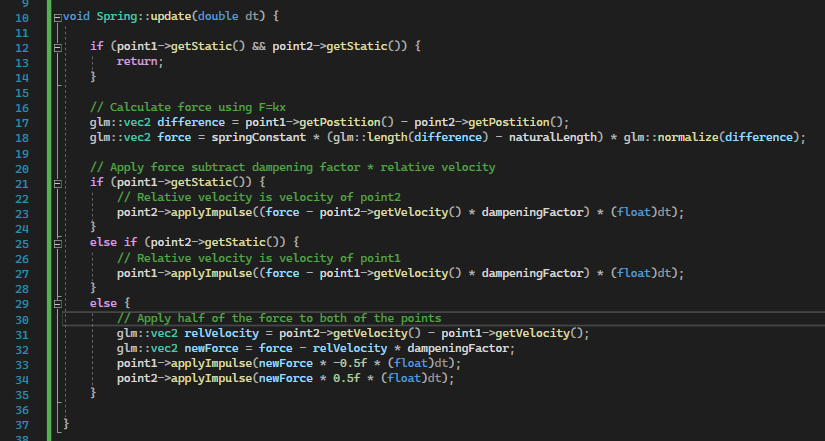 9
10 void Spring::update(double dt) {
11
12 if (point1->getStatic() && point2->getStatic()) {
13 return;
14 }
15
16 // Calculate force using F=kx
17 glm::vec2 difference = point1->getPostition() - point2->getPostition();
18 glm::vec2 force = springConstant * (glm::length(difference) - naturalLength) * glm::normalize(difference);
19
20 // Apply force subtract dampening factor * relative velocity
21 if (point1->getStatic()) {
22 // Relative velocity is velocity of point2
23 point2->applyImpulse((force - point2->getVelocity() * dampeningFactor) * (float)dt);
24 }
25 else if (point2->getStatic()) {
26 // Relative velocity is velocity of point1
27 point1->applyImpulse((force - point1->getVelocity() * dampeningFactor) * (float)dt);
28 }
29 else {
30 // Apply half of the force to both of the points
31 glm::vec2 relVelocity = point2->getVelocity() - point1->getVelocity();
32 glm::vec2 newForce = force - relVelocity * dampeningFactor;
33 point1->applyImpulse(newForce * -0.5f * (float)dt);
34 point2->applyImpulse(newForce * 0.5f * (float)dt);
35 }
36
37 }
38